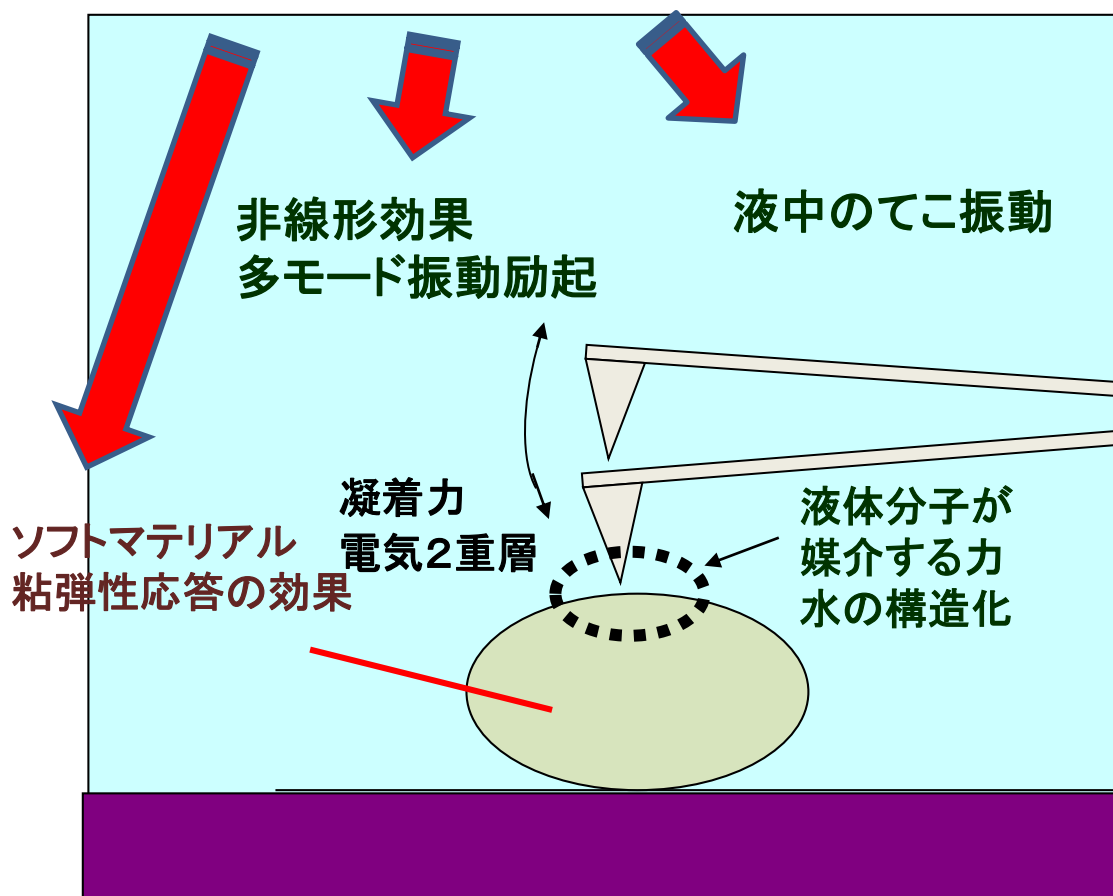 非線形効果
多モード振動励起
液中のてこ振動
凝着力
電気２重層
液体分子が
媒介する力
水の構造化
ソフトマテリアル
粘弾性応答の効果